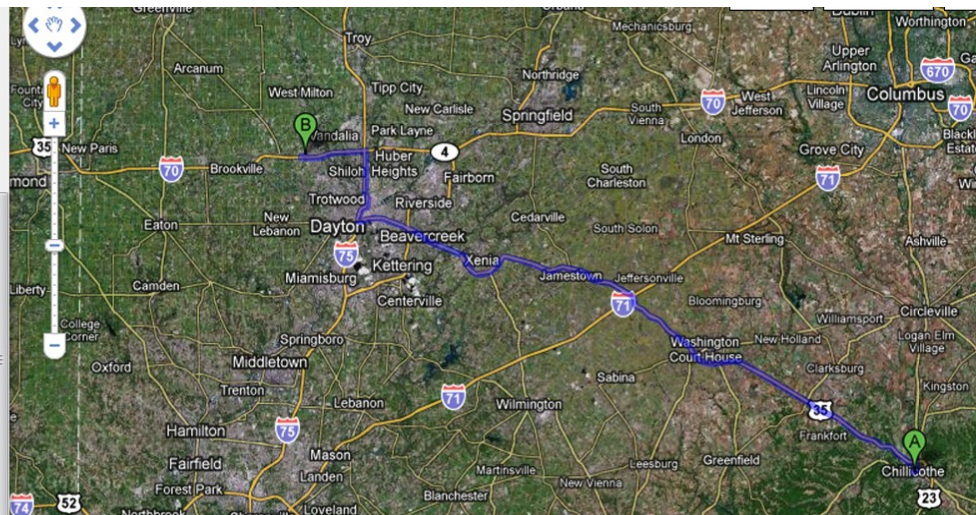 Greenville
Mechanicsburg
Dublin
Worthington
Troy
Upper
Arlington
670
Arcanum
Northridge
Tipp City
West Milton
Lincoln
Village
Columbus
New Carlisle
Springfield
South
Vienna
70
West
Jefferson
70
B
Vandalia
Park Layne
London
35
New Paris
Huber
Heights
4
Grove City
70
Brookville
Shiloh
Fairborn
South
Charleston
71
Trotwood
Riverside
Eaton
New
Lebanon
Dayton
Cedarville
South Solon
Beavercreek
Mt Sterling
Ashville
75
Kettering
Xenia
Miamisburg
Jamestown
Jeffersonville
Liberty
Camden
Centerville
71
Bloomingburg
Williamsport
Circleville
College
Corner
Springboro
Washington
Court House
New Holland
Logan Elm
Village
Oxford
Middletown
Clarksburg
Sabina
Kingston
Trenton
Lebanon
71
Wilmington
35
Hamilton
75
Frankfort
A
Mason
Fairfield
Landen
Martinsville
Leesburg
Greenfield
Chillicothe
Forest Park
New Vienna
74
52
Blanchester
23
Loveland